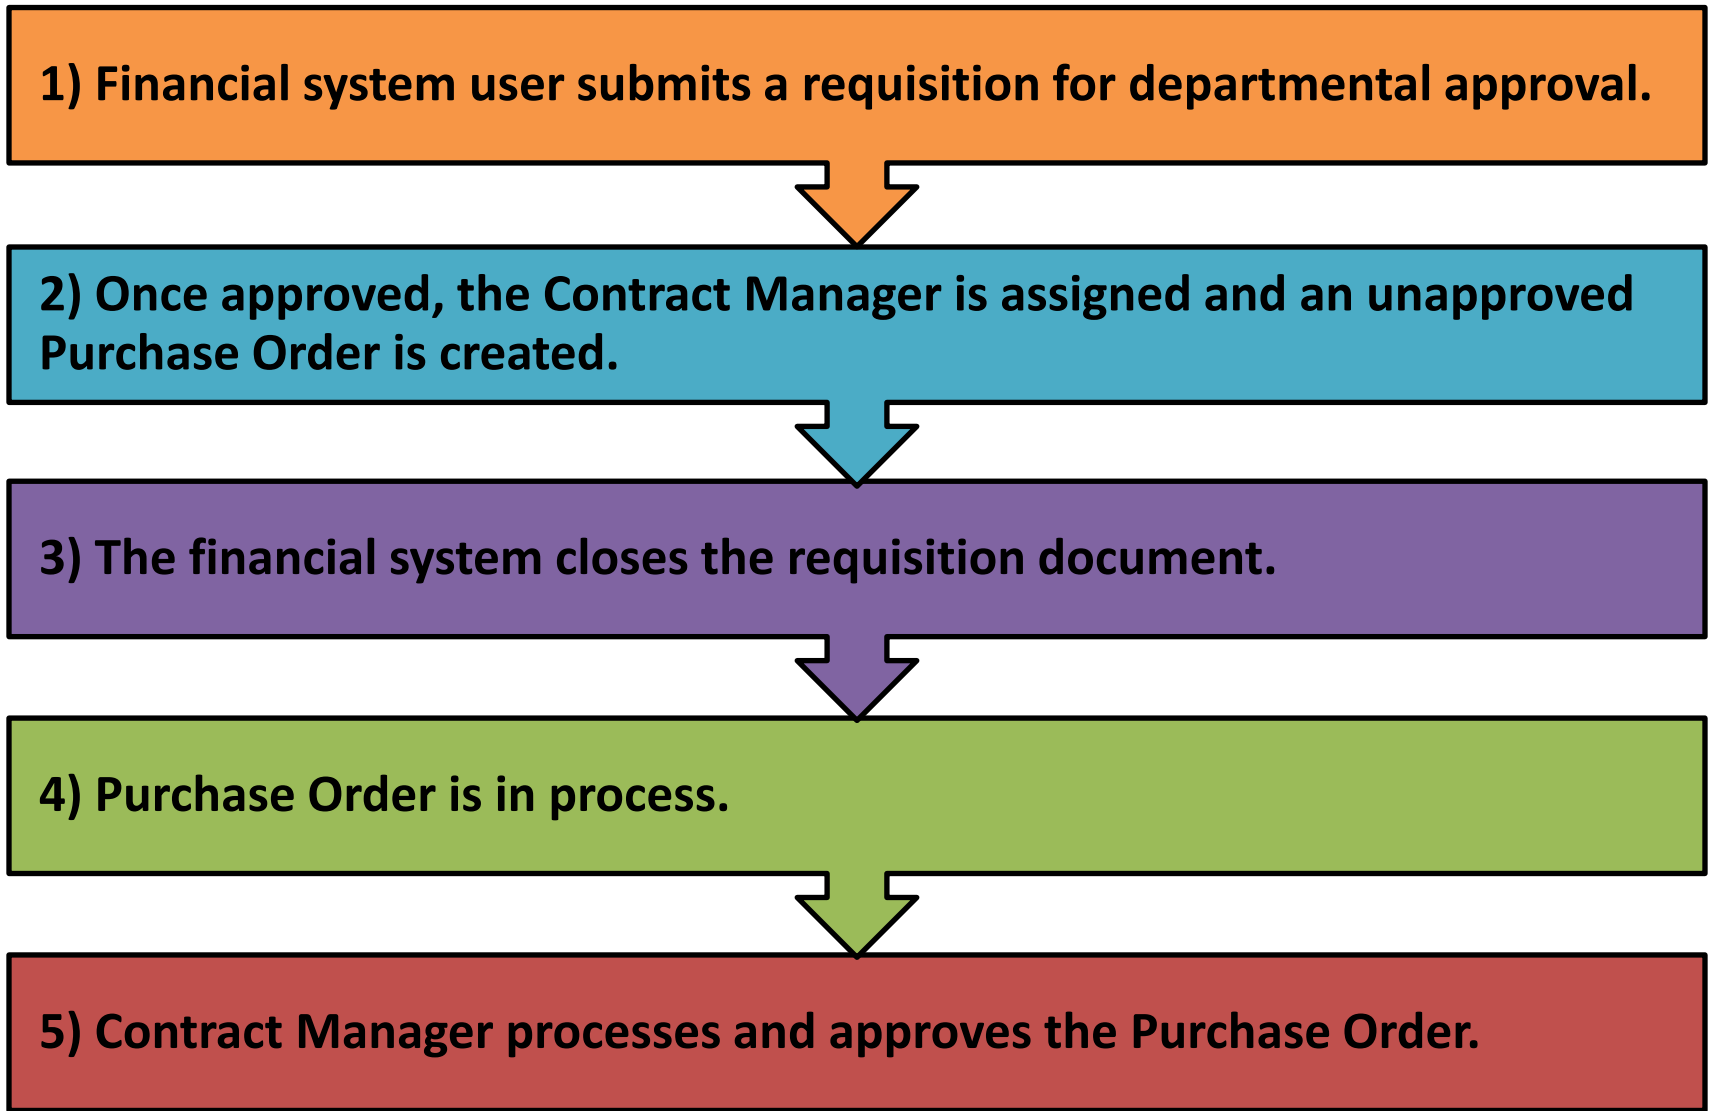 1) Financial system user submits a requisition for departmental approval.
2) Once approved, the Contract Manager is assigned and an unapproved
Purchase Order is created.
3) The financial system closes the requisition document.
4) Purchase Order is in process.
5) Contract Manager processes and approves the Purchase Order.